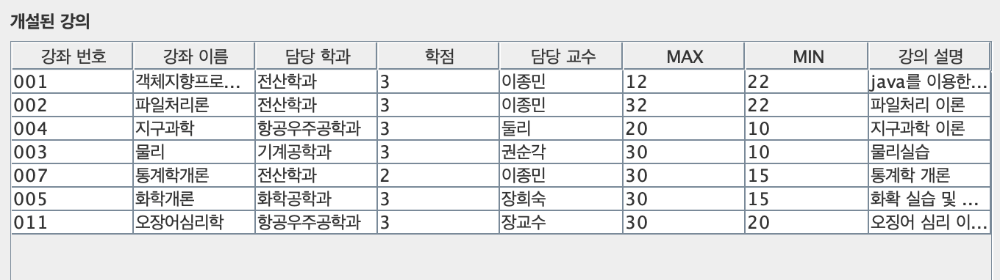 개설된 강의
강좌 번호 강좌 이름 담당 학과 학점 담당 교수 MAX MIN 강의 설명
001 객체지향프로... 전산학과 3 이종민 12 22 java를 이용한...
002 파일처리론 전산학과 3 이종민 32 22 파일처리 이론
004 지구과학 항공우주공학과 3 둘리 20 10 지구과학 이론
003 물리 기계공학과 3 권순각 30 10 물리실습
007 통계학개론 전산학과 2 이종민 30 15 통계학 개론
005 화학개론 화학공학과 3 장희숙 30 15 화확 실습 및 ...
011 오장어심리학 항공우주공학과 3 장교수 30 20 오징어 심리 이...